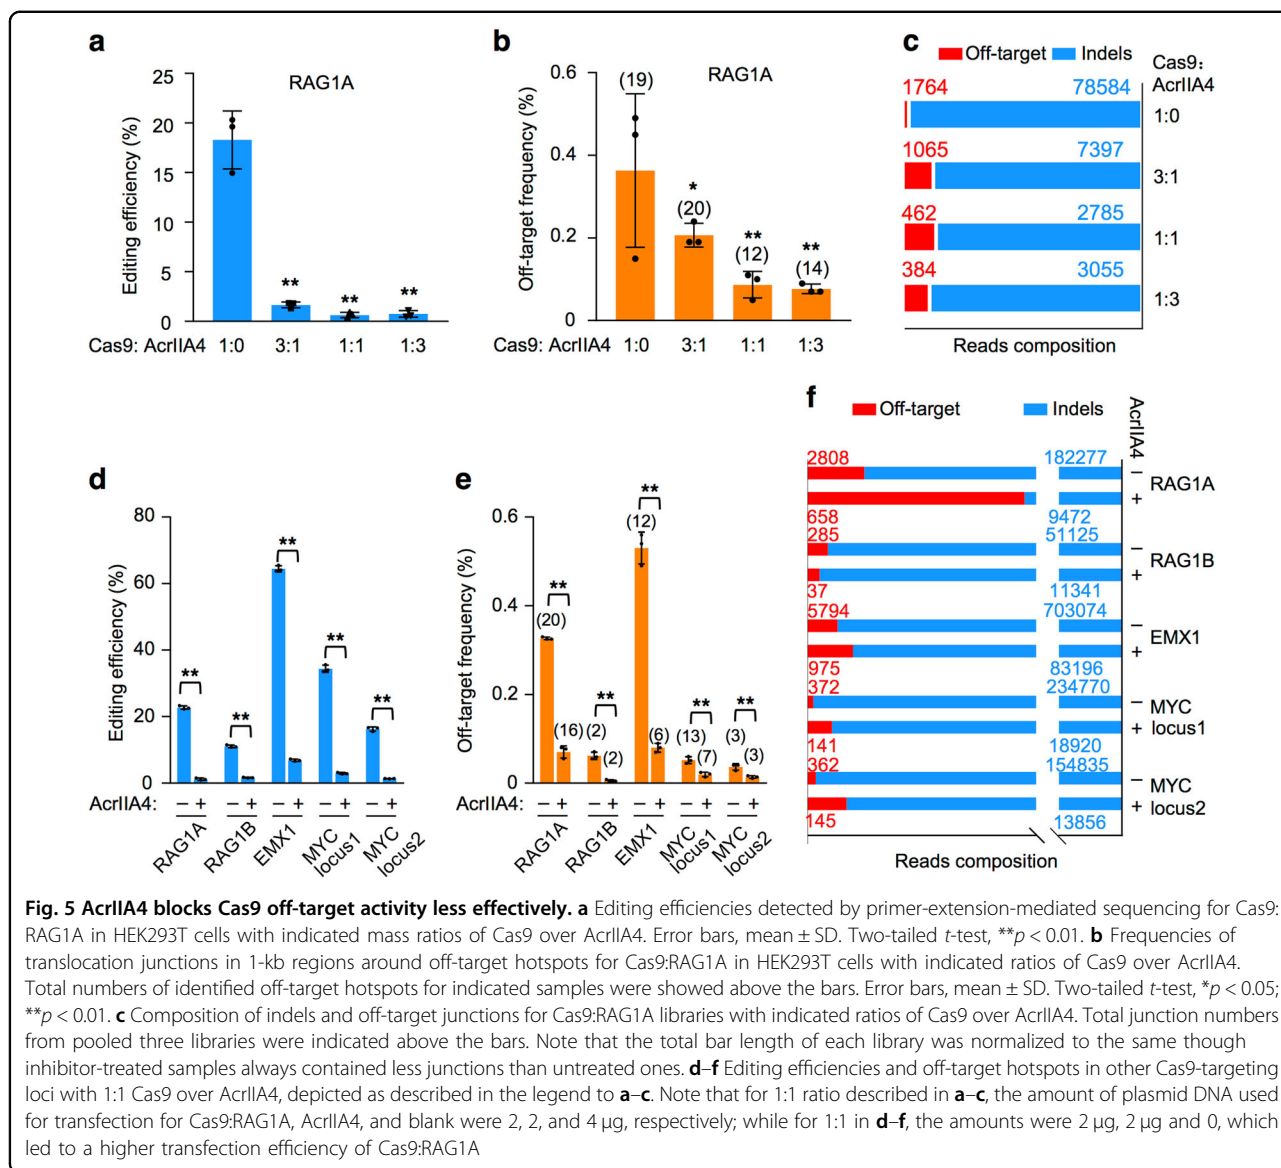 a
RAG1A
Editing efficiency (%)
25
20
15
10
5
0
**
**
**
Cas9: AcrIIA4 1:0 3:1 1:1 1:3
b
RAG1A
Off-target frequency (%)
0.6
0.4
0.2
0
(19)
*
(20)
**
(12)
**
(14)
Cas9: AcrIIA4 1:0 3:1 1:1 1:3
c
Off-target Indels
Cas9:
AcrIIA4
1764 78584
1:0
1065 7397
3:1
462 2785
1:1
384 3055
1:3
Reads composition
d
Editing efficiency (%)
80
60
40
20
0
**
**
**
**
**
AcrIIA4: − + − + − + − + − +
RAG1A
RAG1B
EMX1
MYC
locus1
MYC
locus2
e
Off-target frequency (%)
0.6
0.4
0.2
0
(20)
**
(16)
**
(2)
(2)
**
(12)
(6)
**
(13)
(7)
**
(3)
(3)
AcrIIA4: − + − + − + − + − +
RAG1A
RAG1B
EMX1
MYC
locus1
MYC
locus2
f
Off-target Indels
AcrIIA4
2808 182277
−
RAG1A
+
658 9472
285 51125
−
RAG1B
+
37 11341
5794 703074
−
EMX1
+
975 83196
372 234770
− MYC
+ locus1
141 18920
362 154835
− MYC
+ locus2
145 13856
Reads composition
Fig. 5 AcrIIA4 blocks Cas9 off-target activity less effectively. a Editing efficiencies detected by primer-extension-mediated sequencing for Cas9:
RAG1A in HEK293T cells with indicated mass ratios of Cas9 over AcrIIA4. Error bars, mean ± SD. Two-tailed t-test, **p < 0.01. b Frequencies of
translocation junctions in 1-kb regions around off-target hotspots for Cas9:RAG1A in HEK293T cells with indicated ratios of Cas9 over AcrIIA4.
Total numbers of identified off-target hotspots for indicated samples were showed above the bars. Error bars, mean ± SD. Two-tailed t-test, *p < 0.05;
**p < 0.01. c Composition of indels and off-target junctions for Cas9:RAG1A libraries with indicated ratios of Cas9 over AcrIIA4. Total junction numbers
from pooled three libraries were indicated above the bars. Note that the total bar length of each library was normalized to the same though
inhibitor-treated samples always contained less junctions than untreated ones. d–f Editing efficiencies and off-target hotspots in other Cas9-targeting
loci with 1:1 Cas9 over AcrIIA4, depicted as described in the legend to a–c. Note that for 1:1 ratio described in a–c, the amount of plasmid DNA used
for transfection for Cas9:RAG1A, AcrIIA4, and blank were 2, 2, and 4 μg, respectively; while for 1:1 in d–f, the amounts were 2 μg, 2 μg and 0, which
led to a higher transfection efficiency of Cas9:RAG1A